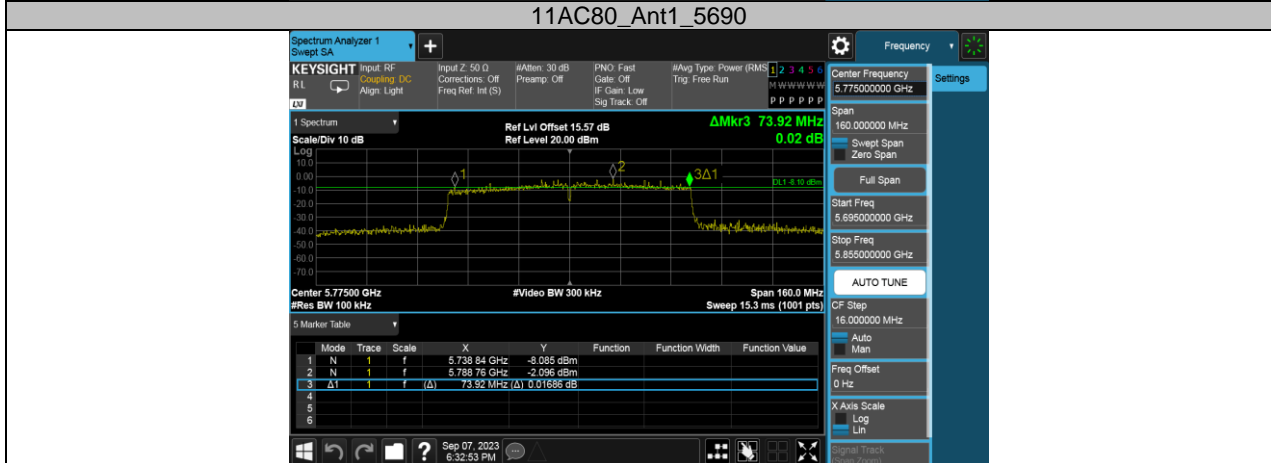 11AC80_Ant1_5690
Spectrum Analyzer 1
Swept SA
+
Frequency
KEYSIGHT
RL
LXI
Input: RF
Coupling: DC
Align: Light
Input Z: 50 Ω
Corrections: Off
Freq Ref: Int (S)
#Atten: 30 dB
Preamp: Off
PNO: Fast
Gate: Off
IF Gain: Low
Sig Track: Off
#Avg Type: Power (RMS
Trig: Free Run
1 2 3 4 5 6
M W W W W W
P P P P P P
1 Spectrum
Scale/Div 10 dB
Ref Lvl Offset 15.57 dB
Ref Level 20.00 dBm
ΔMkr3 73.92 MHz
0.02 dB
Log
10.0
0.00
-10.0
-20.0
-30.0
-40.0
-50.0
-60.0
-70.0
1
2
3Δ1
DL1 -8.10 dBm
Center 5.77500 GHz
#Video BW 300 kHz
Span 160.0 MHz
#Res BW 100 kHz
Sweep 15.3 ms (1001 pts)
5 Marker Table
Mode Trace Scale X Y Function Function Width Function Value
1 N 1 f 5.738 84 GHz -8.085 dBm
2 N 1 f 5.788 76 GHz -2.096 dBm
3 Δ1 1 f (Δ) 73.92 MHz (Δ) 0.01686 dB
4
5
6
?
Sep 07, 2023
6:32:53 PM
Center Frequency
5.775000000 GHz
Settings
Span
160.000000 MHz
Swept Span
Zero Span
Full Span
Start Freq
5.695000000 GHz
Stop Freq
5.855000000 GHz
AUTO TUNE
CF Step
16.000000 MHz
Auto
Man
Freq Offset
0 Hz
X Axis Scale
Log
Lin
Signal Track
(Span Zoom)